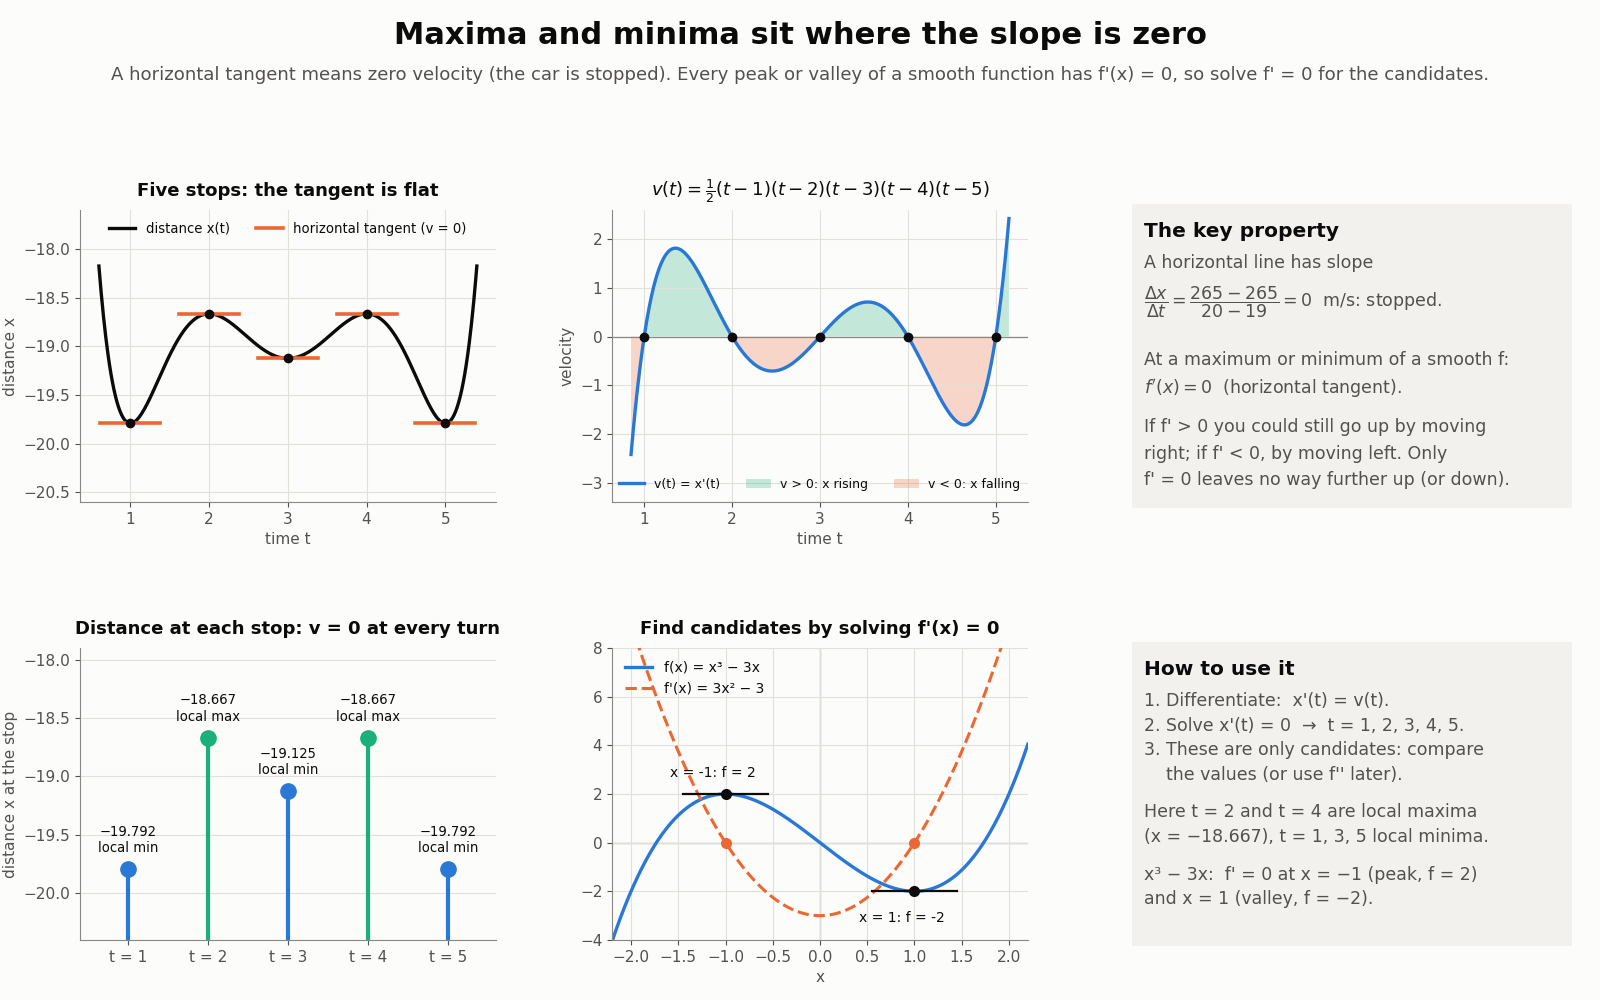 Maxima and minima sit where the slope is zero
A horizontal tangent means zero velocity (the car is stopped). Every peak or valley of a smooth function has f'(x) = 0, so solve f' = 0 for the candidates.
Five stops: the tangent is flat
distance x(t)
horizontal tangent (v = 0)
−18.0
−18.5
−19.0
−19.5
−20.0
−20.5
distance x
1 2 3 4 5
time t
v(t) = ½(t − 1)(t − 2)(t − 3)(t − 4)(t − 5)
2
1
0
−1
−2
−3
velocity
v(t) = x'(t)
v > 0: x rising
v < 0: x falling
1 2 3 4 5
time t
The key property
A horizontal line has slope
Δx/Δt = (265 − 265)/(20 − 19) = 0 m/s: stopped.
At a maximum or minimum of a smooth f:
f′(x) = 0 (horizontal tangent).
If f' > 0 you could still go up by moving
right; if f' < 0, by moving left. Only
f' = 0 leaves no way further up (or down).
Distance at each stop: v = 0 at every turn
−18.0
−18.5
−19.0
−19.5
−20.0
distance x at the stop
−19.792
local min
−18.667
local max
−19.125
local min
−18.667
local max
−19.792
local min
t = 1 t = 2 t = 3 t = 4 t = 5
Find candidates by solving f'(x) = 0
f(x) = x³ − 3x
f'(x) = 3x² − 3
8
6
4
2
0
−2
−4
x = -1: f = 2
x = 1: f = -2
−2.0 −1.5 −1.0 −0.5 0.0 0.5 1.0 1.5 2.0
x
How to use it
1. Differentiate: x'(t) = v(t).
2. Solve x'(t) = 0 → t = 1, 2, 3, 4, 5.
3. These are only candidates: compare
the values (or use f'' later).
Here t = 2 and t = 4 are local maxima
(x = −18.667), t = 1, 3, 5 local minima.
x³ − 3x: f' = 0 at x = −1 (peak, f = 2)
and x = 1 (valley, f = −2).